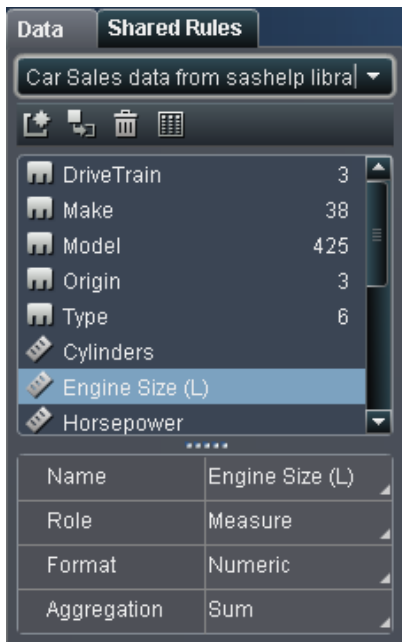 Data Shared Rules
Car Sales data from sashelp libra
DriveTrain 3
Make 38
Model 425
Origin 3
Type 6
Cylinders
Engine Size (L)
Horsepower
Name Engine Size (L)
Role Measure
Format Numeric
Aggregation Sum